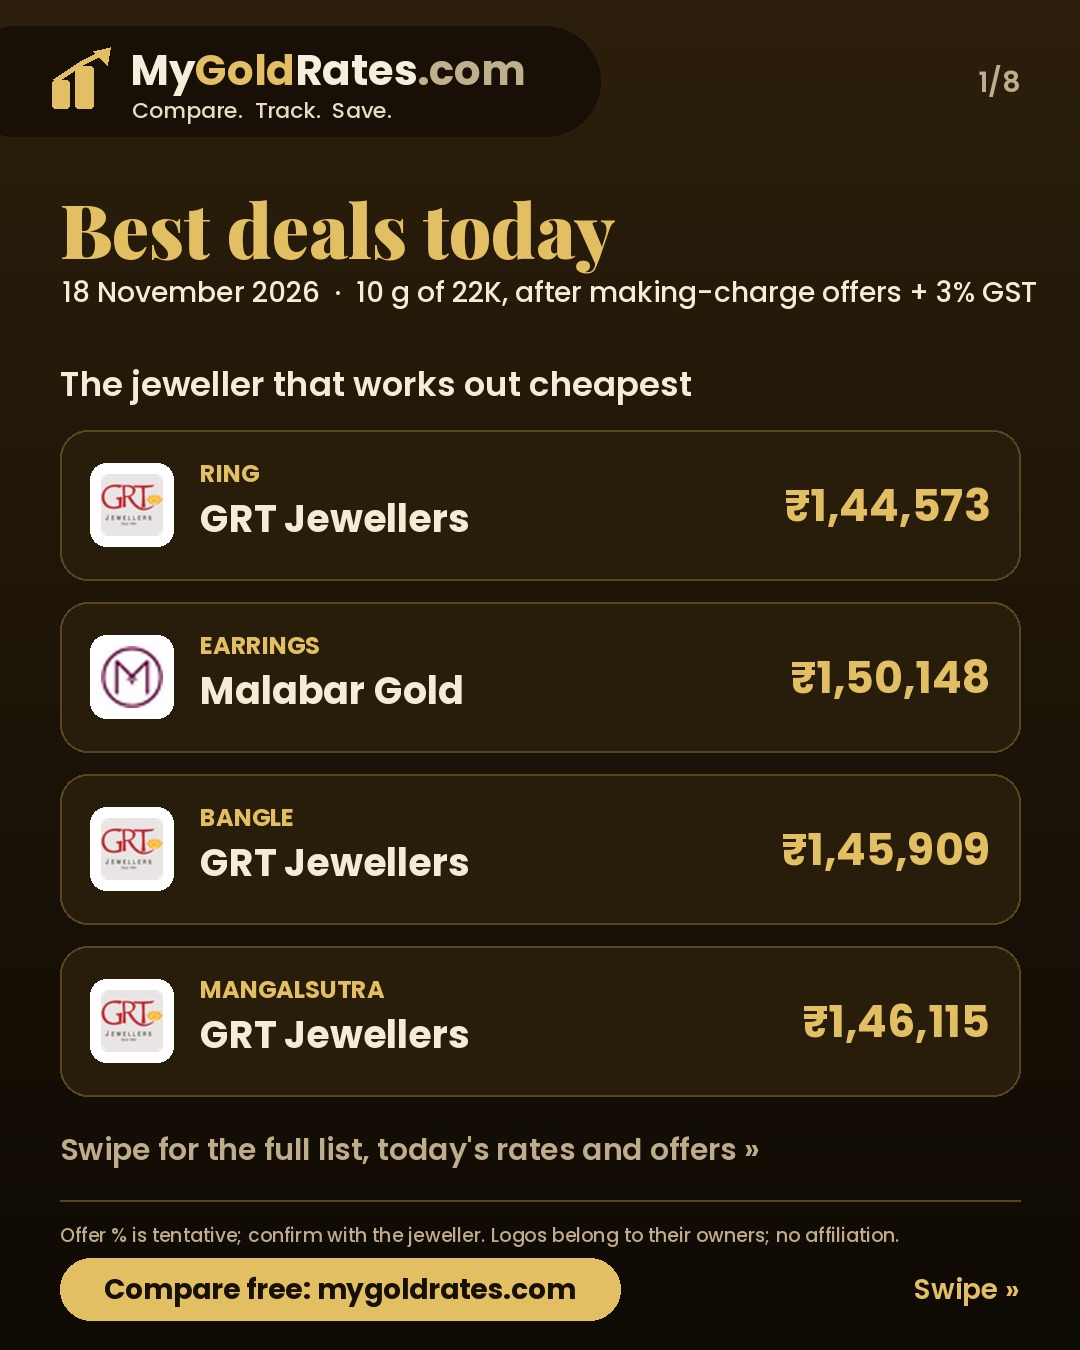 MyGoldRates.com
Compare. Track. Save.
1/8
Best deals today
18 November 2026 · 10 g of 22K, after making-charge offers + 3% GST
The jeweller that works out cheapest
GRT
JEWELLERS
RING
GRT Jewellers
₹1,44,573
M
EARRINGS
Malabar Gold
₹1,50,148
GRT
JEWELLERS
BANGLE
GRT Jewellers
₹1,45,909
GRT
JEWELLERS
MANGALSUTRA
GRT Jewellers
₹1,46,115
Swipe for the full list, today's rates and offers »
Offer % is tentative; confirm with the jeweller. Logos belong to their owners; no affiliation.
Compare free: mygoldrates.com
Swipe »